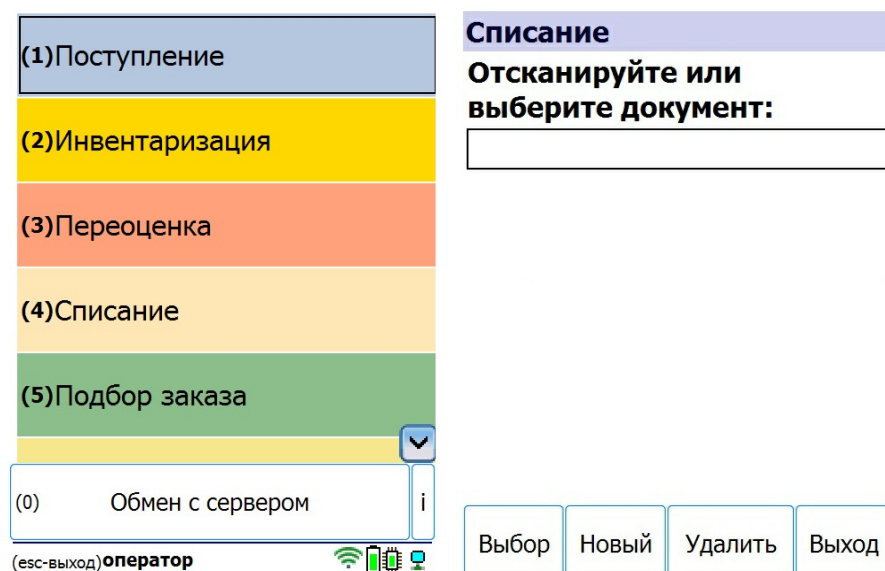 (1)Поступление
(2)Инвентаризация
(3)Переоценка
(4)Списание
(5)Подбор заказа
(0) Обмен с сервером i
(esc-выход)оператор
Списание
Отсканируйте или
выберите документ:
Выбор Новый Удалить Выход